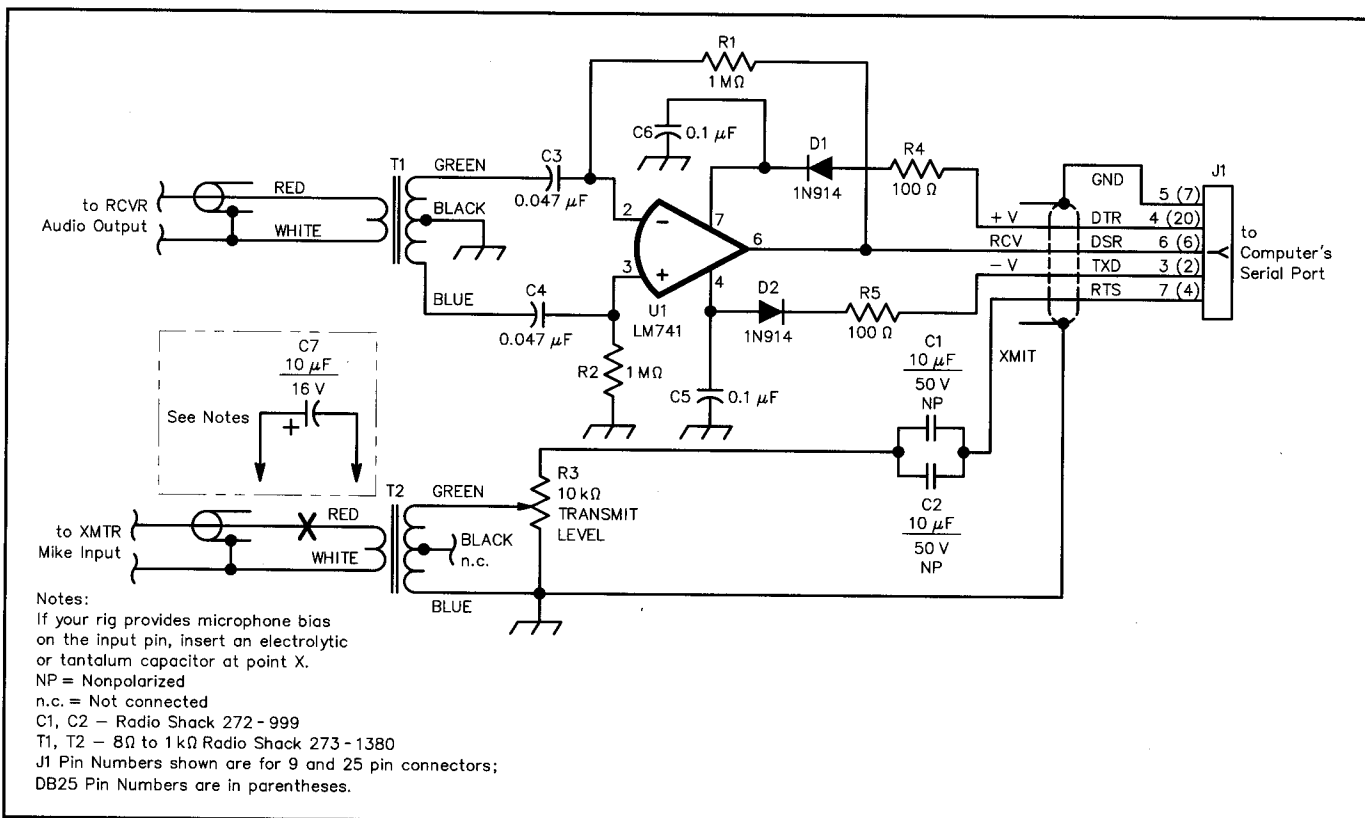 R1
1 MΩ
C6
0.1 µF
D1
1N914
R4
100 Ω
J1
T1
GREEN
C3
0.047 µF
GND
5 (7)
RED
to RCVR
Audio Output
WHITE
BLACK
2
−
7
6
3
+
4
U1
LM741
+ V
DTR
4 (20)
RCV
DSR
6 (6)
− V
TXD
3 (2)
RTS
7 (4)
to
Computer's
Serial Port
BLUE
C4
0.047 µF
D2
1N914
R5
100 Ω
XMIT
R2
1 MΩ
C5
0.1 µF
C1
10 µF
50 V
NP
C7
10 µF
16 V
See Notes
+
C2
10 µF
50 V
NP
T2
GREEN
R3
10 kΩ
TRANSMIT
LEVEL
to XMTR
Mike Input
X
RED
WHITE
BLACK
n.c.
BLUE
Notes:
If your rig provides microphone bias
on the input pin, insert an electrolytic
or tantalum capacitor at point X.
NP = Nonpolarized
n.c. = Not connected
C1, C2 – Radio Shack 272-999
T1, T2 – 8Ω to 1 kΩ Radio Shack 273-1380
J1 Pin Numbers shown are for 9 and 25 pin connectors;
DB25 Pin Numbers are in parentheses.